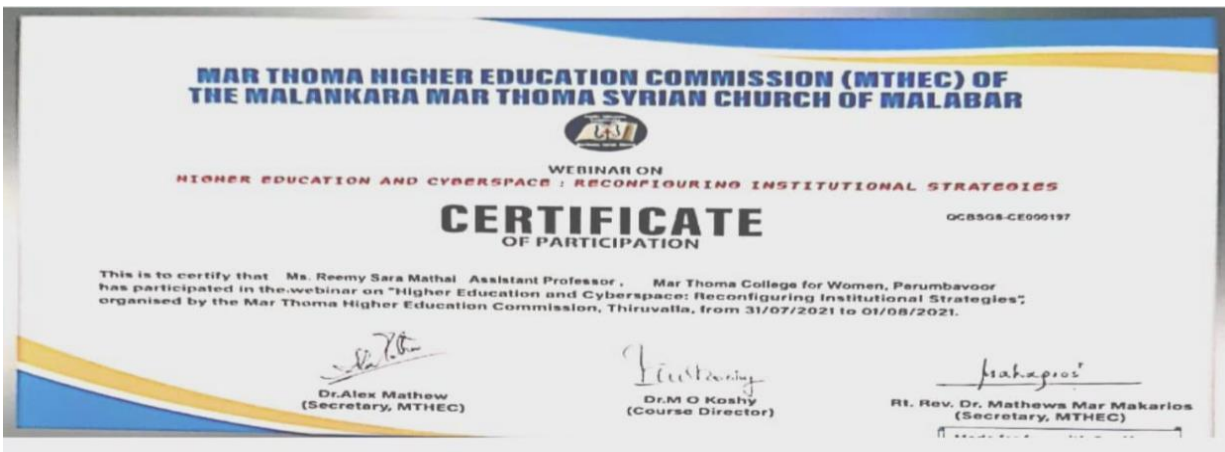 MAR THOMA HIGHER EDUCATION COMMISSION (MTHEC) OF
THE MALANKARA MAR THOMA SYRIAN CHURCH OF MALABAR
WEBINAR ON
HIGHER EDUCATION AND CYBERSPACE : RECONFIGURING INSTITUTIONAL STRATEGIES
CERTIFICATE
OF PARTICIPATION
QCBSGS-CE000197
This is to certify that Ms. Reemy Sara Mathai Assistant Professor , Mar Thoma College for Women, Perumbavoor
has participated in the webinar on "Higher Education and Cyberspace: Reconfiguring Institutional Strategies",
organised by the Mar Thoma Higher Education Commission, Thiruvalla, from 31/07/2021 to 01/08/2021.
Dr.Alex Mathew
(Secretary, MTHEC)
Dr.M O Koshy
(Course Director)
Rt. Rev. Dr. Mathews Mar Makarios
(Secretary, MTHEC)